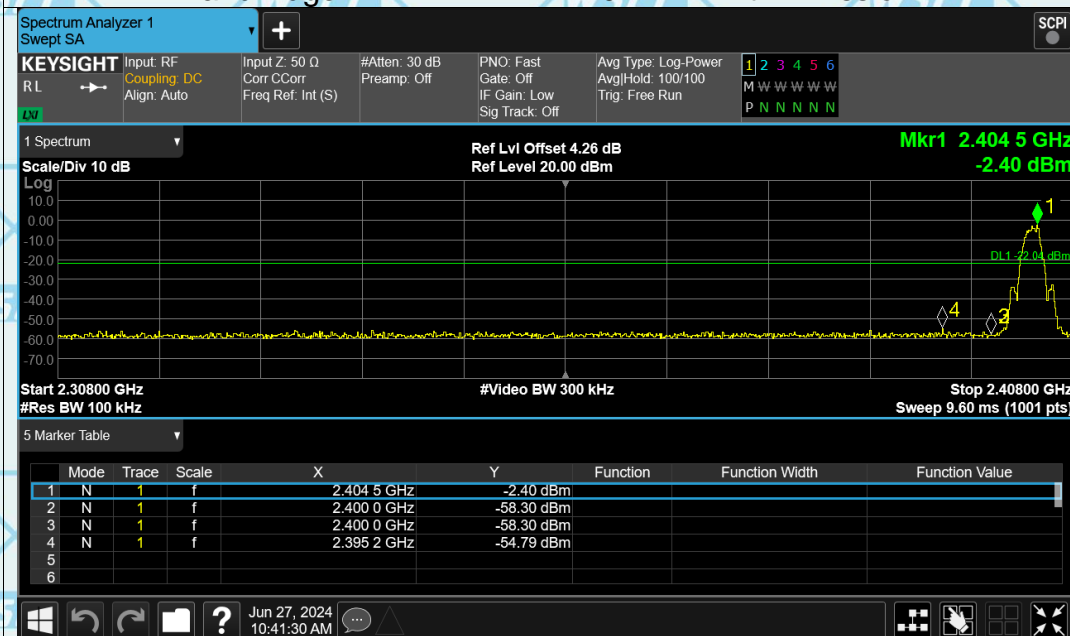 Spectrum Analyzer 1
Swept SA
+
SCPI
KEYSIGHT Input: RF Input Z: 50 Ω #Atten: 30 dB PNO: Fast Avg Type: Log-Power 1 2 3 4 5 6
RL Coupling: DC Corr CCorr Preamp: Off Gate: Off Avg|Hold: 100/100 M W W W W W
Align: Auto Freq Ref: Int (S) IF Gain: Low Trig: Free Run P N N N N N
LXI Sig Track: Off
1 Spectrum Ref Lvl Offset 4.26 dB Mkr1 2.404 5 GHz
Scale/Div 10 dB Ref Level 20.00 dBm -2.40 dBm
Log
10.0
1
0.00
-10.0
-20.0 DL1 -22.04 dBm
-30.0
-40.0
4
-50.0
-60.0
-70.0
Start 2.30800 GHz #Video BW 300 kHz Stop 2.40800 GHz
#Res BW 100 kHz Sweep 9.60 ms (1001 pts)
5 Marker Table
Mode Trace Scale X Y Function Function Width Function Value
1 N 1 f 2.404 5 GHz -2.40 dBm
2 N 1 f 2.400 0 GHz -58.30 dBm
3 N 1 f 2.400 0 GHz -58.30 dBm
4 N 1 f 2.395 2 GHz -54.79 dBm
5
6
? Jun 27, 2024
10:41:30 AM